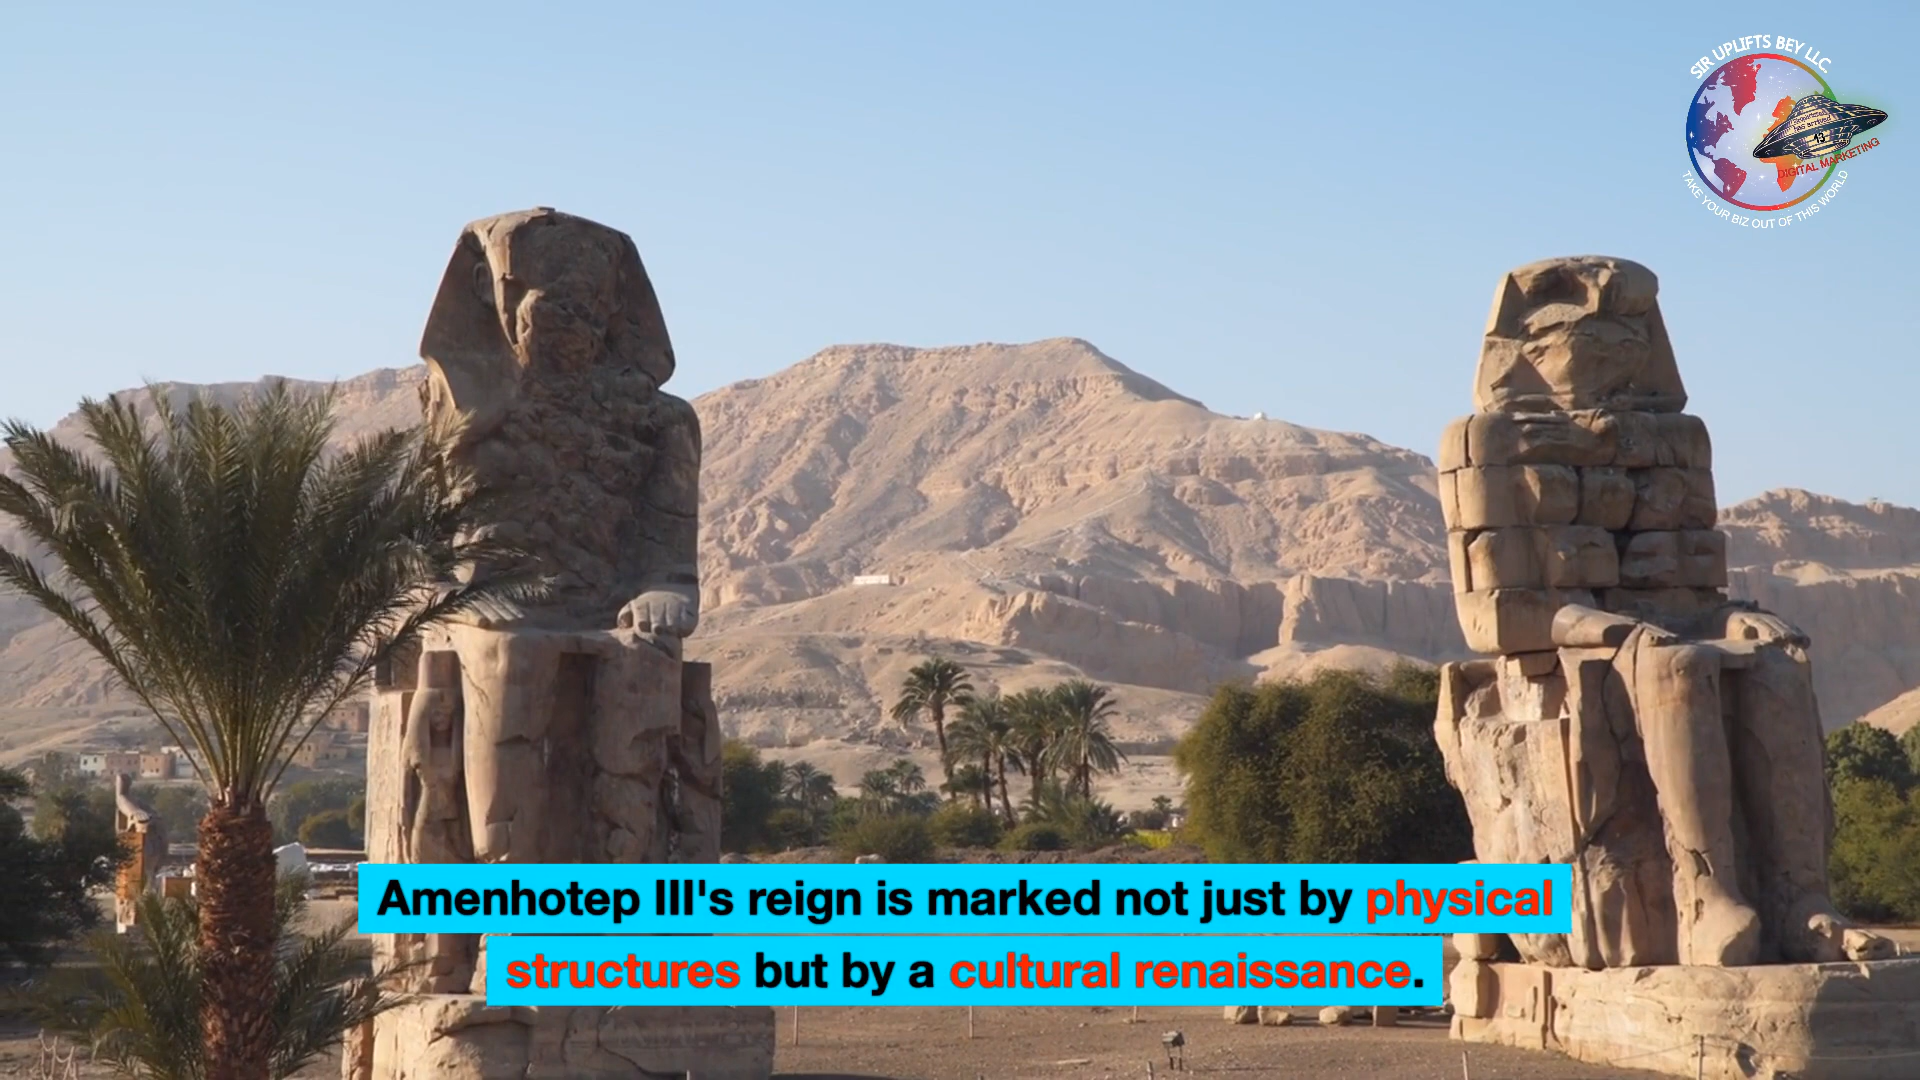 SIR UPLIFTS BEY LLC.
13
DIGITAL MARKETING
TAKE YOUR BIZ OUT OF THIS WORLD
Amenhotep III's reign is marked not just by physical
structures but by a cultural renaissance.